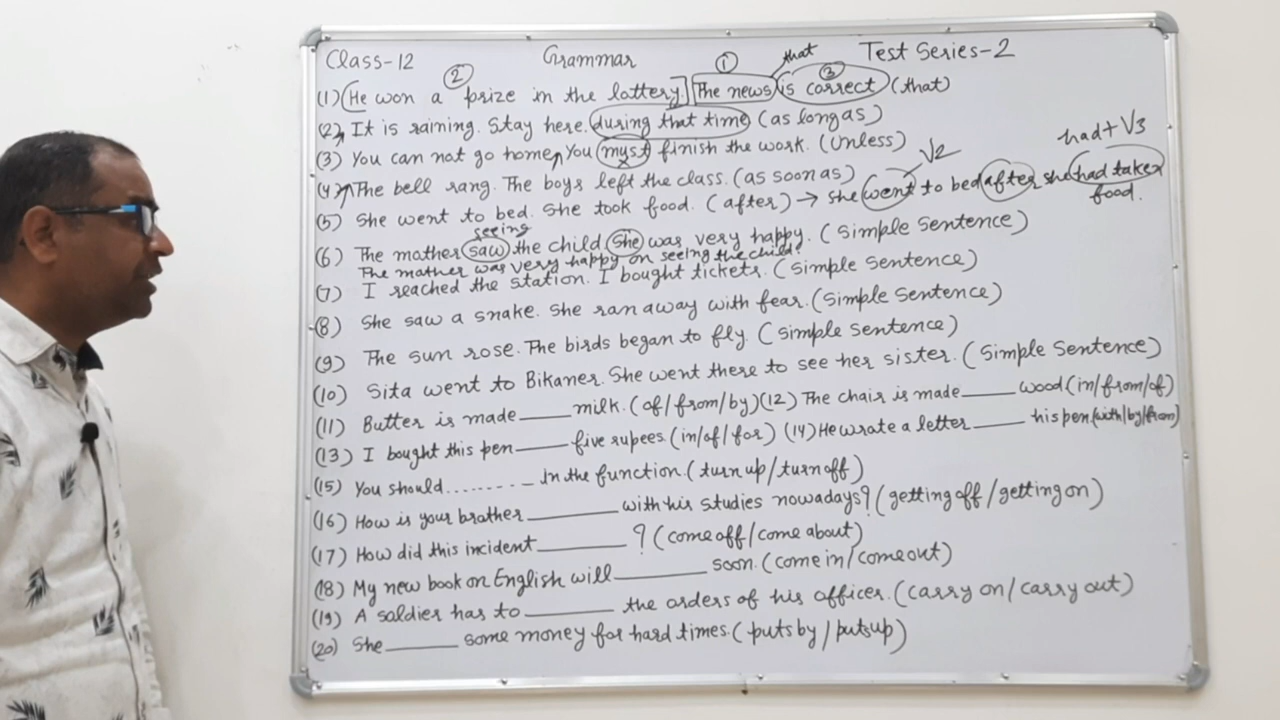 Class-12 Grammar Test Series-2
② ① that ③
(1) He won a prize in the lottery. The news is correct (that)
(2) It is raining. Stay here. during that time (as long as)
(3) You can not go home, You must finish the work. (Unless)
V2 had+V3
(4) The bell rang. The boys left the class. (as soon as)
(5) She went to bed. She took food. (after) → She went to bed after she had taken food.
seeing
(6) The mother saw the child. She was very happy. (Simple Sentence)
The mother was very happy on seeing the child.
(7) I reached the station. I bought tickets. (Simple Sentence)
(8) She saw a snake. She ran away with fear. (Simple Sentence)
(9) The sun rose. The birds began to fly. (Simple Sentence)
(10) Sita went to Bikaner. She went there to see her sister. (Simple Sentence)
(11) Butter is made ____ milk. (of/from/by) (12) The chair is made ____ wood (in/from/of)
(13) I bought this pen ____ five rupees. (in/of/for) (14) He wrote a letter ____ his pen. (with/by/from)
(15) You should ........ In the function. (turn up/turn off)
(16) How is your brother ____ with his studies nowadays? (getting off/getting on)
(17) How did this incident ____ ? (come off/come about)
(18) My new book on English will ____ soon. (come in/come out)
(19) A soldier has to ____ the orders of his officer. (carry on/carry out)
(20) She ____ some money for hard times. (puts by/puts up)